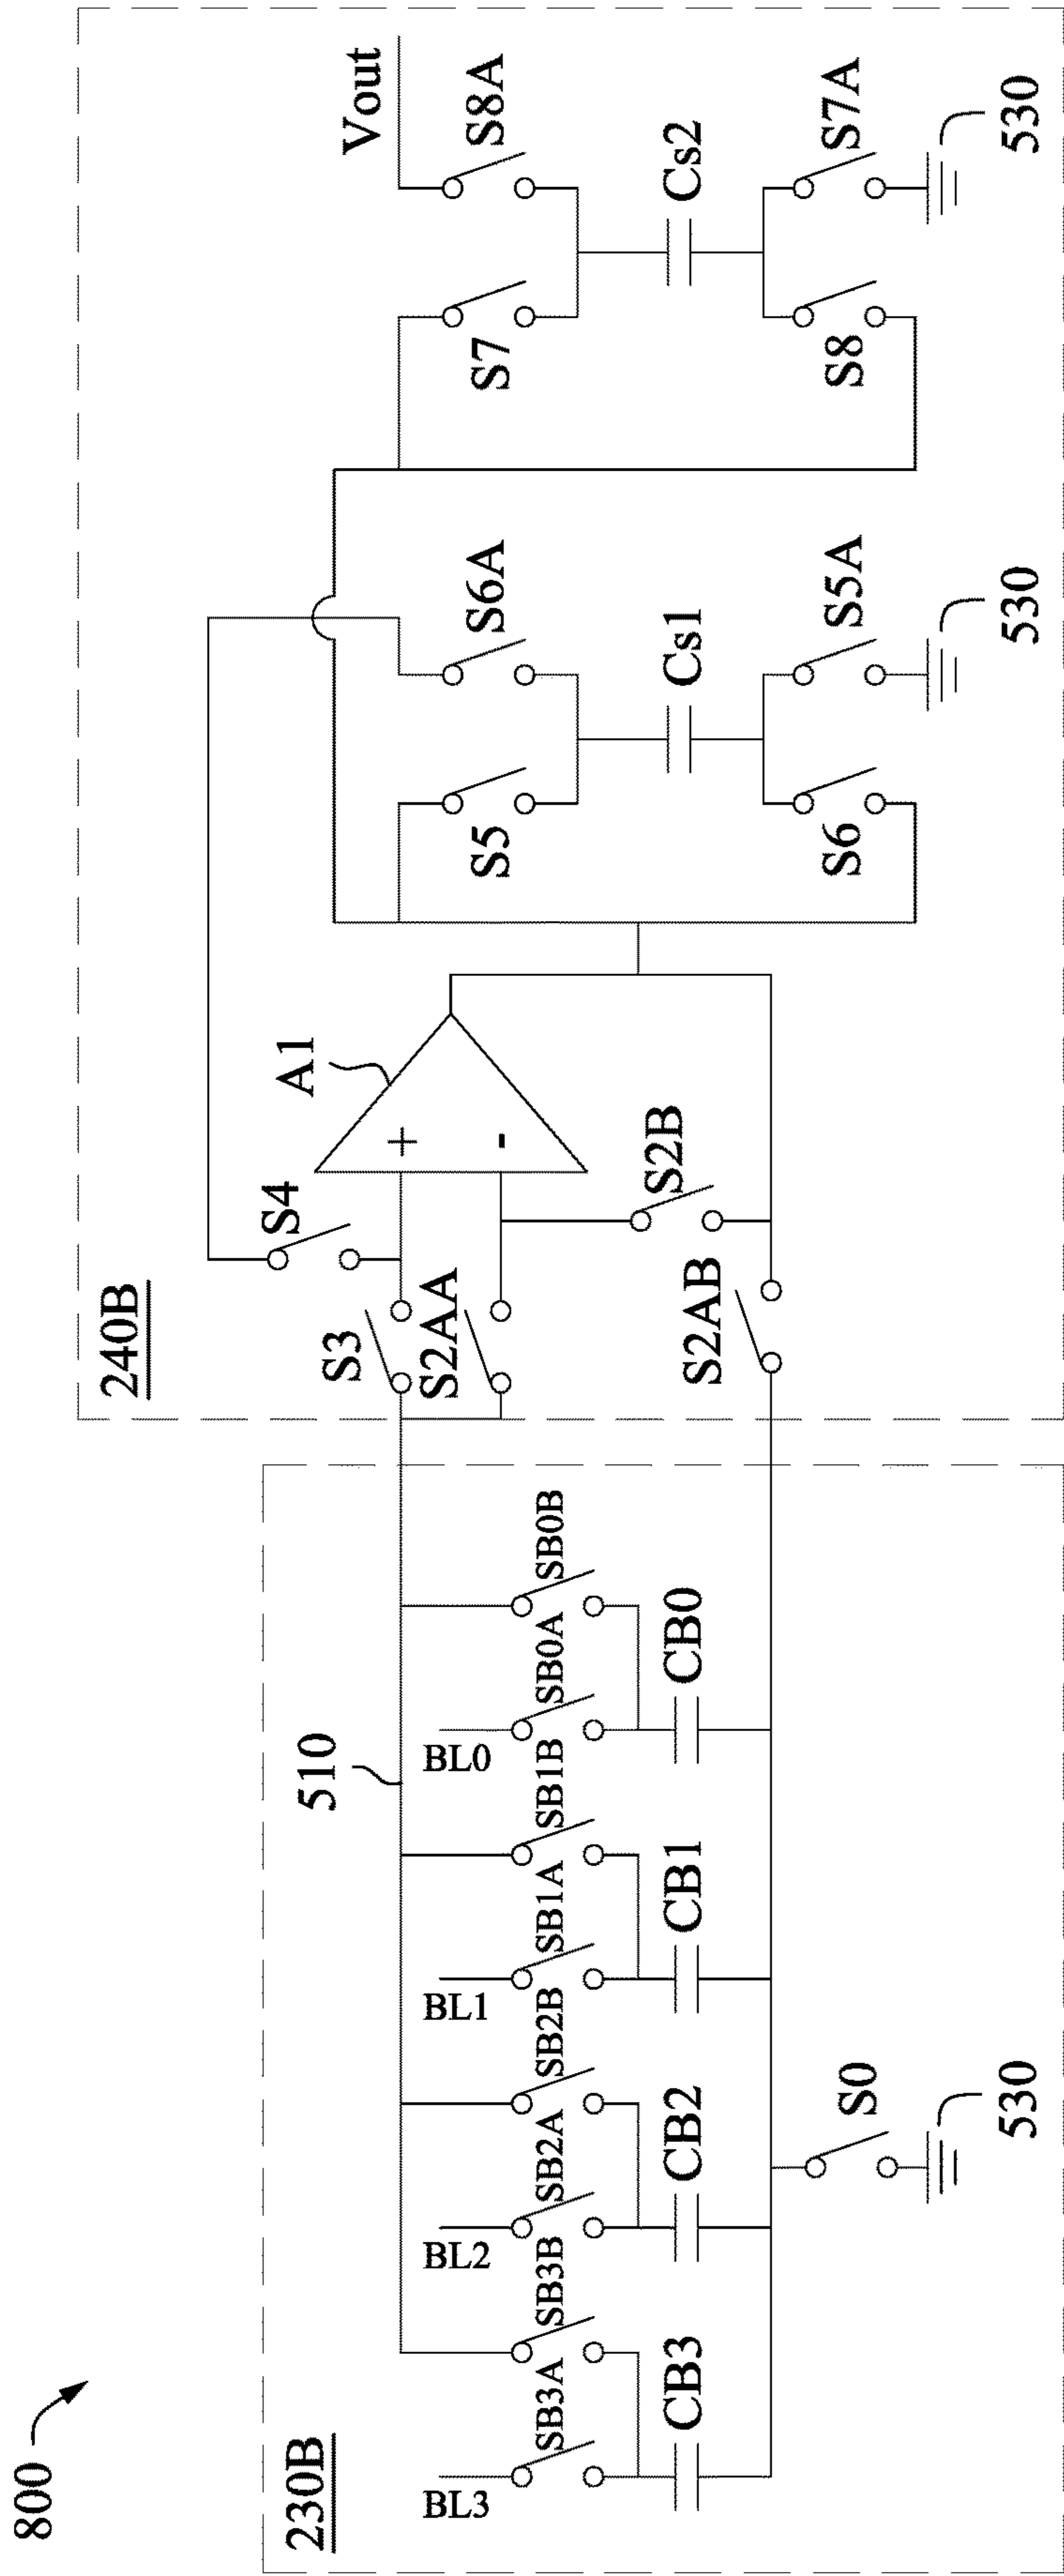 800
230B
BL3
SB3A
SB3B
CB3
BL2
SB2A
SB2B
CB2
BL1
SB1A
SB1B
CB1
BL0
SB0A
SB0B
CB0
510
S0
530
240B
S3
S2AA
S4
A1
+
-
S2AB
S2B
S5
S6A
Cs1
S6
S5A
530
S7
S8A
Vout
Cs2
S8
S7A
530